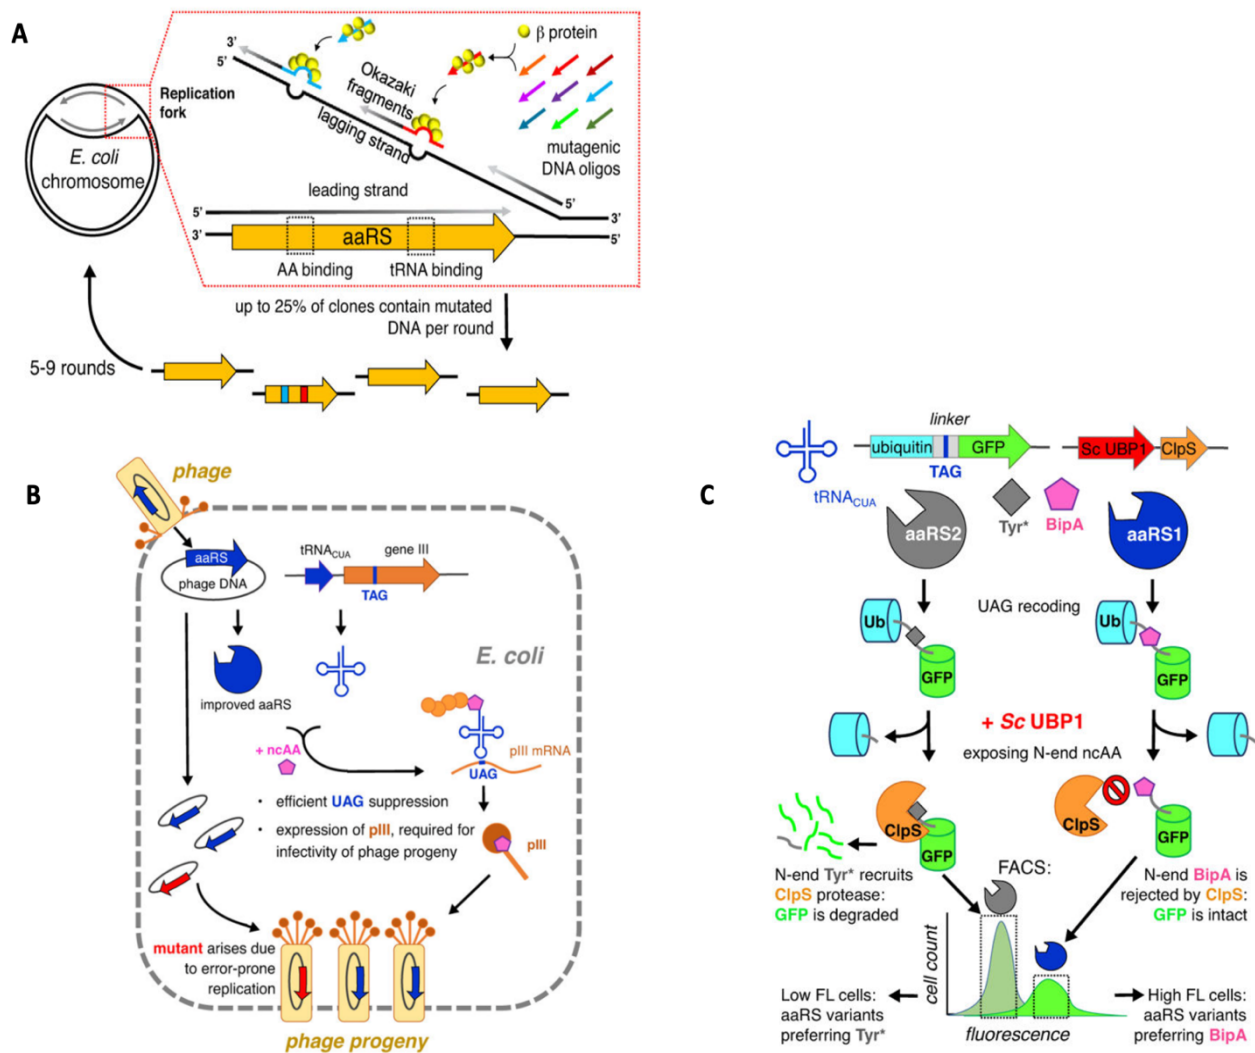 A
3'
5'
β protein
Replication
fork
Okazaki
fragments
lagging strand
E. coli
chromosome
mutagenic
DNA oligos
leading strand
5'
5'
3'
3'
aaRS
5'
AA binding
tRNA binding
up to 25% of clones contain mutated
DNA per round
5-9 rounds
B
phage
aaRS
phage DNA
tRNACUA
gene III
TAG
E. coli
improved aaRS
+ ncAA
pIII mRNA
UAG
• efficient UAG suppression
• expression of pIII, required for
infectivity of phage progeny
pIII
mutant arises due
to error-prone
replication
phage progeny
C
linker
ubiquitin
GFP
Sc UBP1
ClpS
TAG
tRNACUA
Tyr*
BipA
aaRS2
aaRS1
UAG recoding
Ub
GFP
Ub
GFP
+ Sc UBP1
exposing N-end ncAA
ClpS
GFP
ClpS
GFP
N-end Tyr* recruits
ClpS protease:
GFP is degraded
FACS:
N-end BipA is
rejected by ClpS:
GFP is intact
cell count
fluorescence
Low FL cells:
aaRS variants
preferring Tyr*
High FL cells:
aaRS variants
preferring BipA